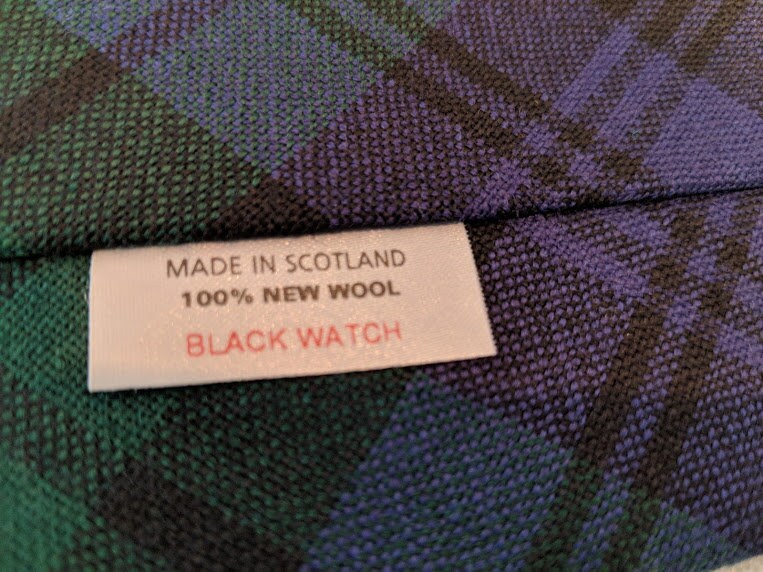 MADE IN SCOTLAND
100% NEW WOOL
BLACK WATCH